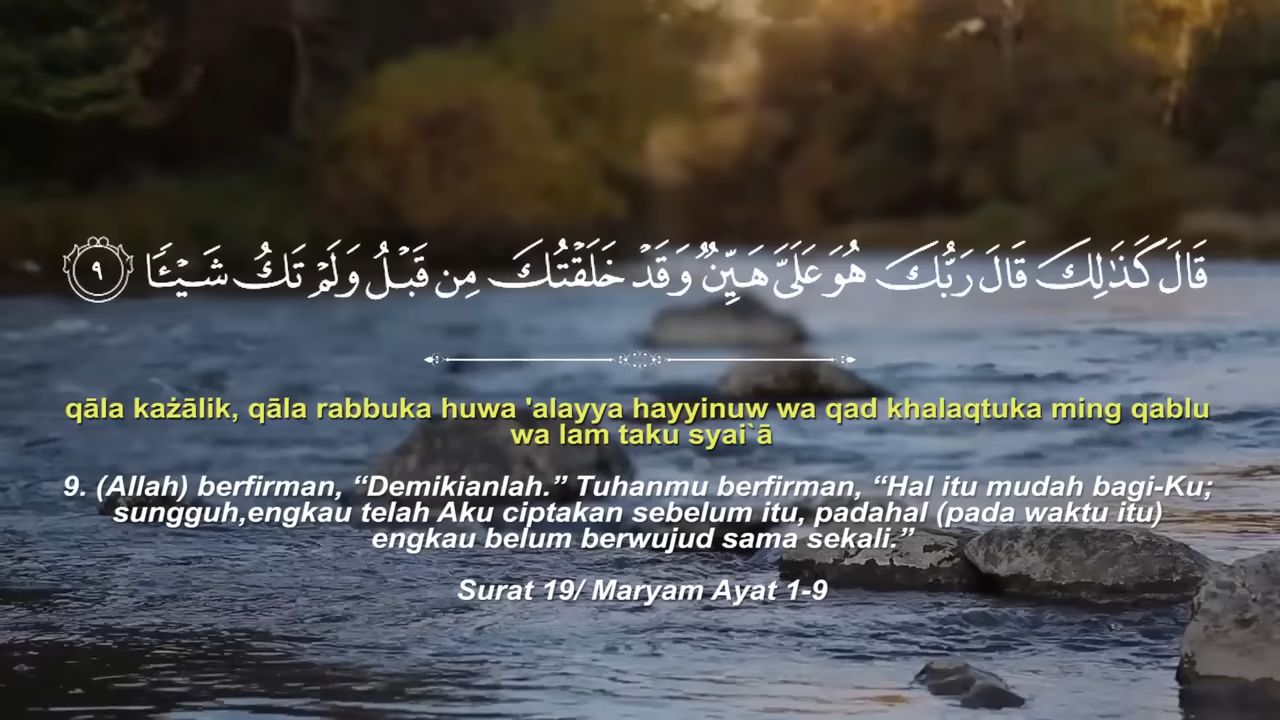 قَالَ كَذَٰلِكَ قَالَ رَبُّكَ هُوَ عَلَىَّ هَيِّنٌ وَقَدْ خَلَقْتُكَ مِن قَبْلُ وَلَمْ تَكُ شَيْـًٔا ٩
qāla każālik, qāla rabbuka huwa 'alayya hayyinuw wa qad khalaqtuka ming qablu
wa lam taku syai`ā
9. (Allah) berfirman, “Demikianlah.” Tuhanmu berfirman, “Hal itu mudah bagi-Ku;
sungguh,engkau telah Aku ciptakan sebelum itu, padahal (pada waktu itu)
engkau belum berwujud sama sekali.”
Surat 19/ Maryam Ayat 1-9